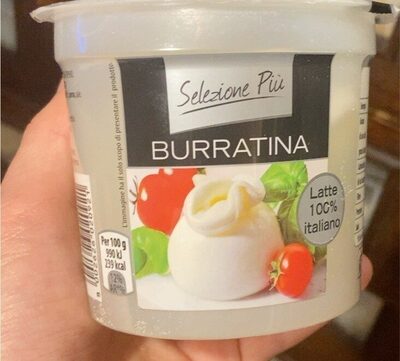 Selezione Più
BURRATINA
Latte
100%
italiano
L'immagine ha il solo scopo di presentare il prodotto
Per 100 g
990 kJ
239 kcal
12%